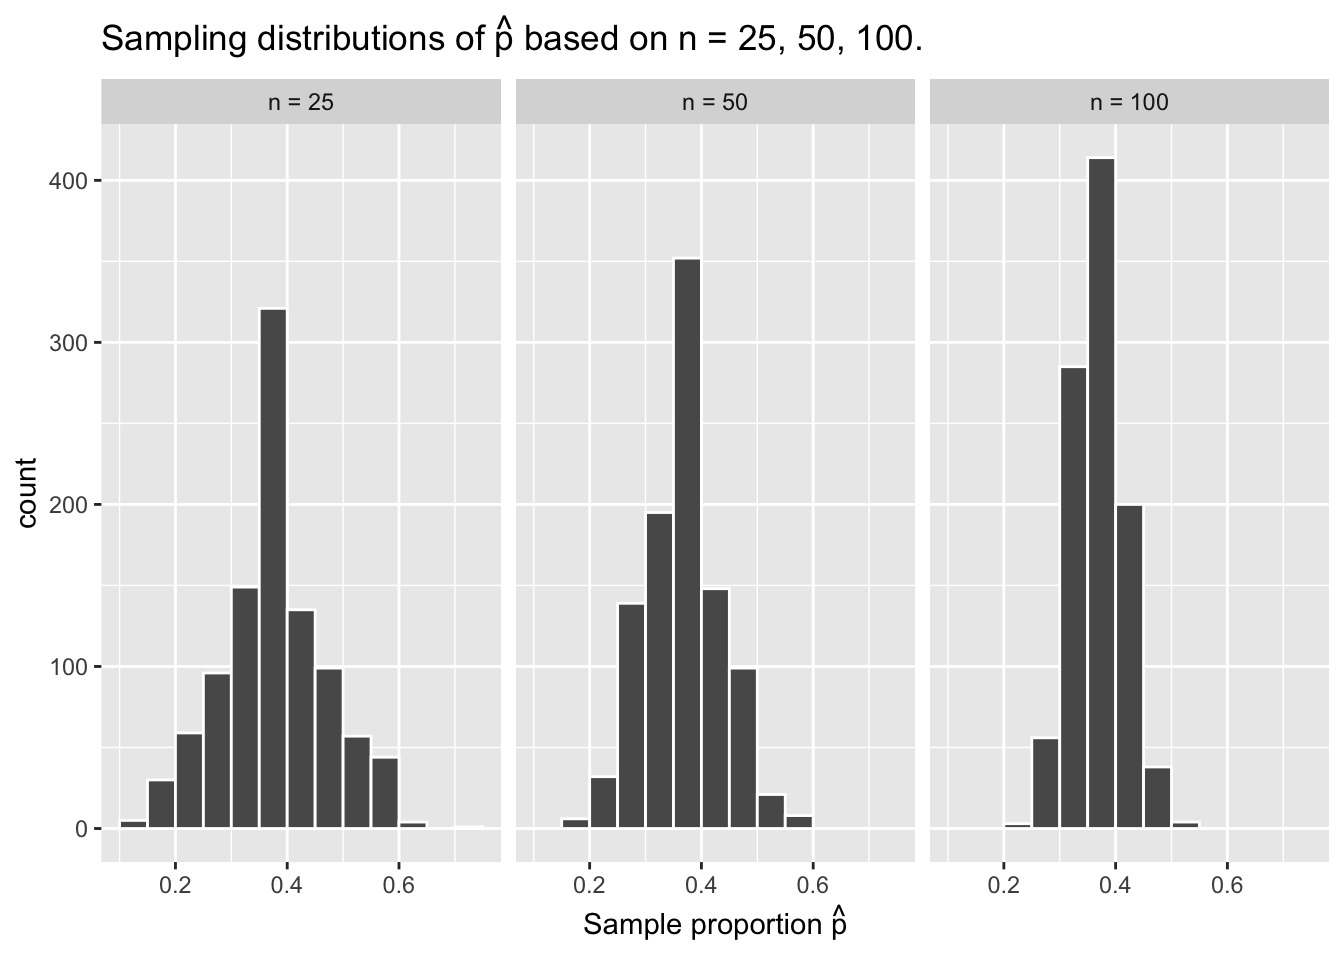 Sampling distributions of p̂ based on n = 25, 50, 100.
n = 25 n = 50 n = 100
400
300
200
100
0
count
0.2 0.4 0.6 0.2 0.4 0.6 0.2 0.4 0.6
Sample proportion p̂